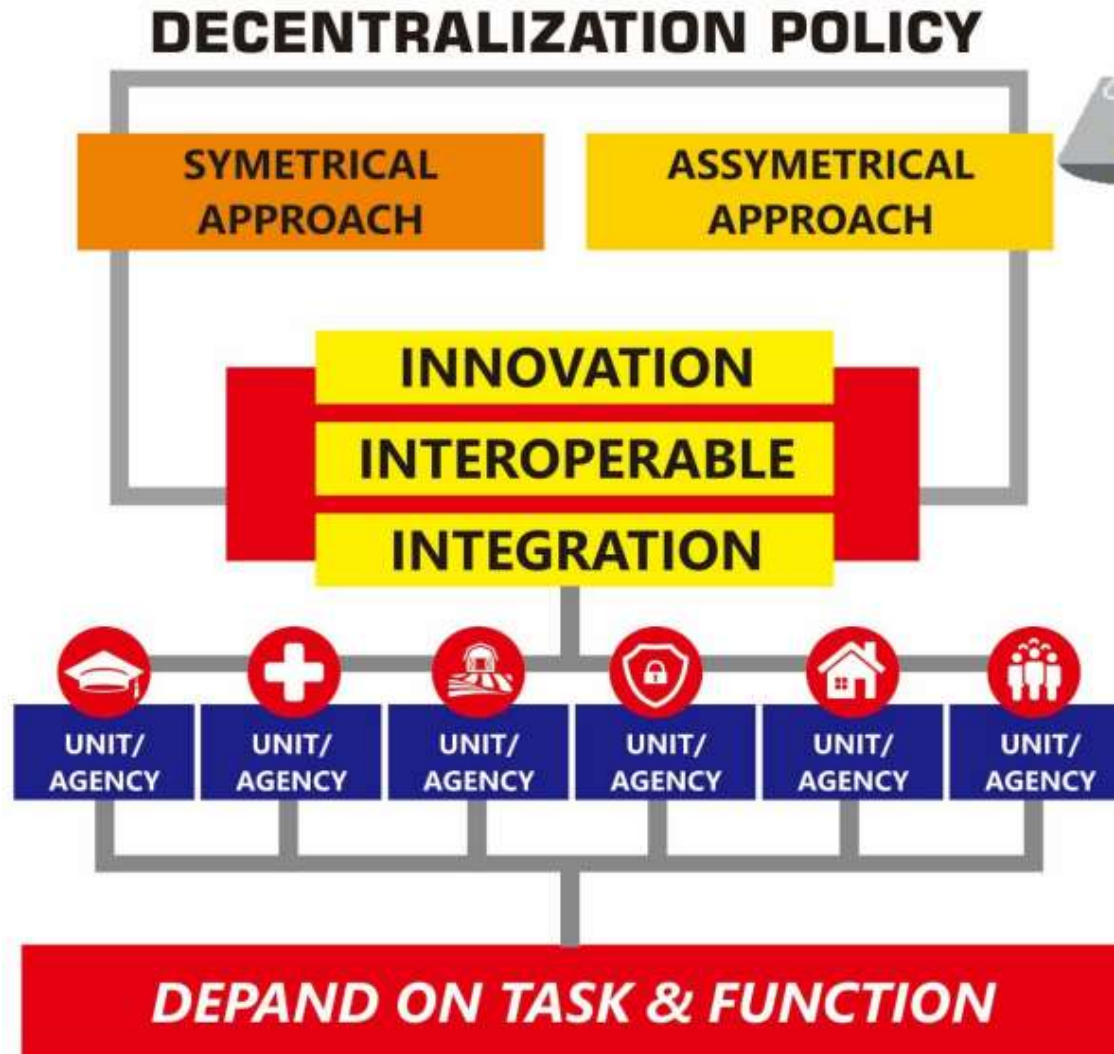 DECENTRALIZATION POLICY
SYMETRICAL
APPROACH
ASSYMETRICAL
APPROACH
INNOVATION
INTEROPERABLE
INTEGRATION
UNIT/
AGENCY
UNIT/
AGENCY
UNIT/
AGENCY
UNIT/
AGENCY
UNIT/
AGENCY
UNIT/
AGENCY
DEPAND ON TASK & FUNCTION